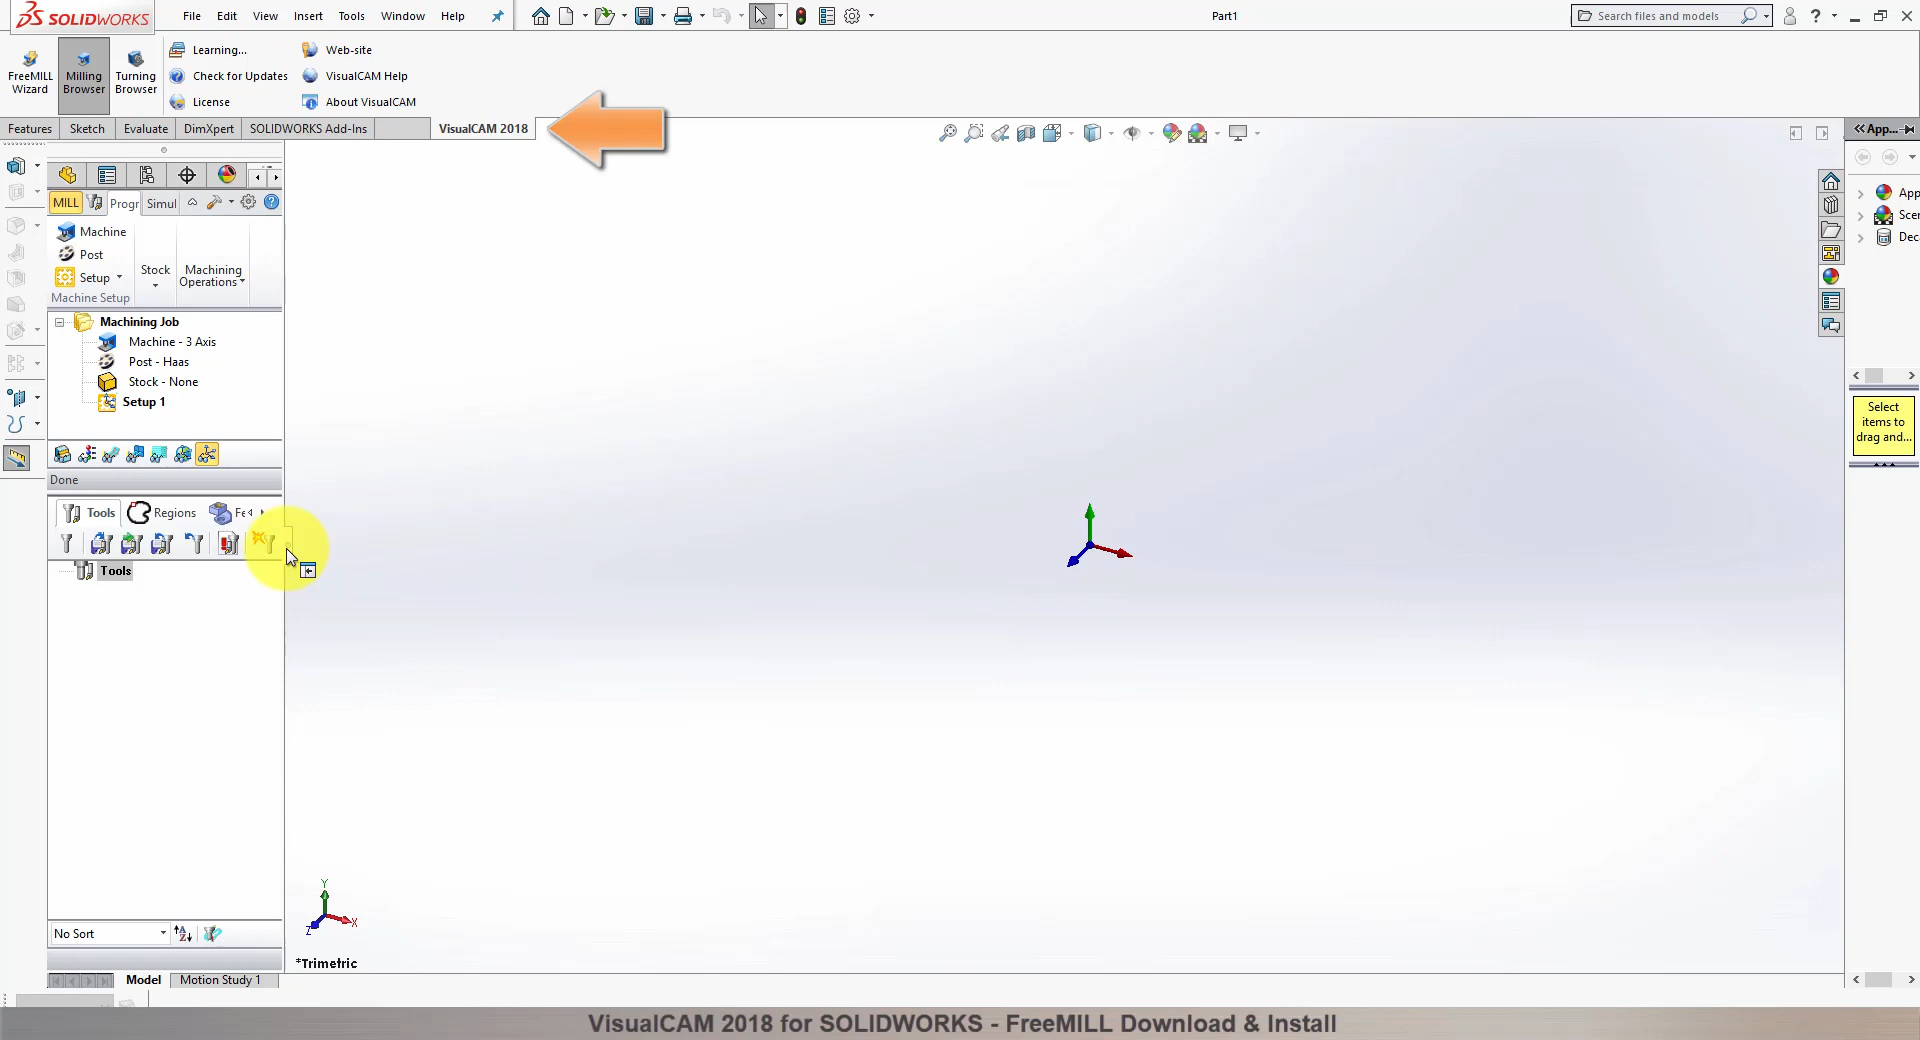 SOLIDWORKS
File Edit View Insert Tools Window Help
Part1
Search files and models
FreeMILL Wizard
Milling Browser
Turning Browser
Learning...
Check for Updates
License
Web-site
VisualCAM Help
About VisualCAM
Features Sketch Evaluate DimXpert SOLIDWORKS Add-Ins VisualCAM 2018
App...
MILL Progr Simul
Machine
Post
Setup
Machine Setup
Stock
Machining
Operations
App
Scen
Dec
Machining Job
Machine - 3 Axis
Post - Haas
Stock - None
Setup 1
Select
items to
drag and...
Done
Tools Regions Fe
Tools
No Sort
Y
X
Z
*Trimetric
Model Motion Study 1
VisualCAM 2018 for SOLIDWORKS - FreeMILL Download & Install